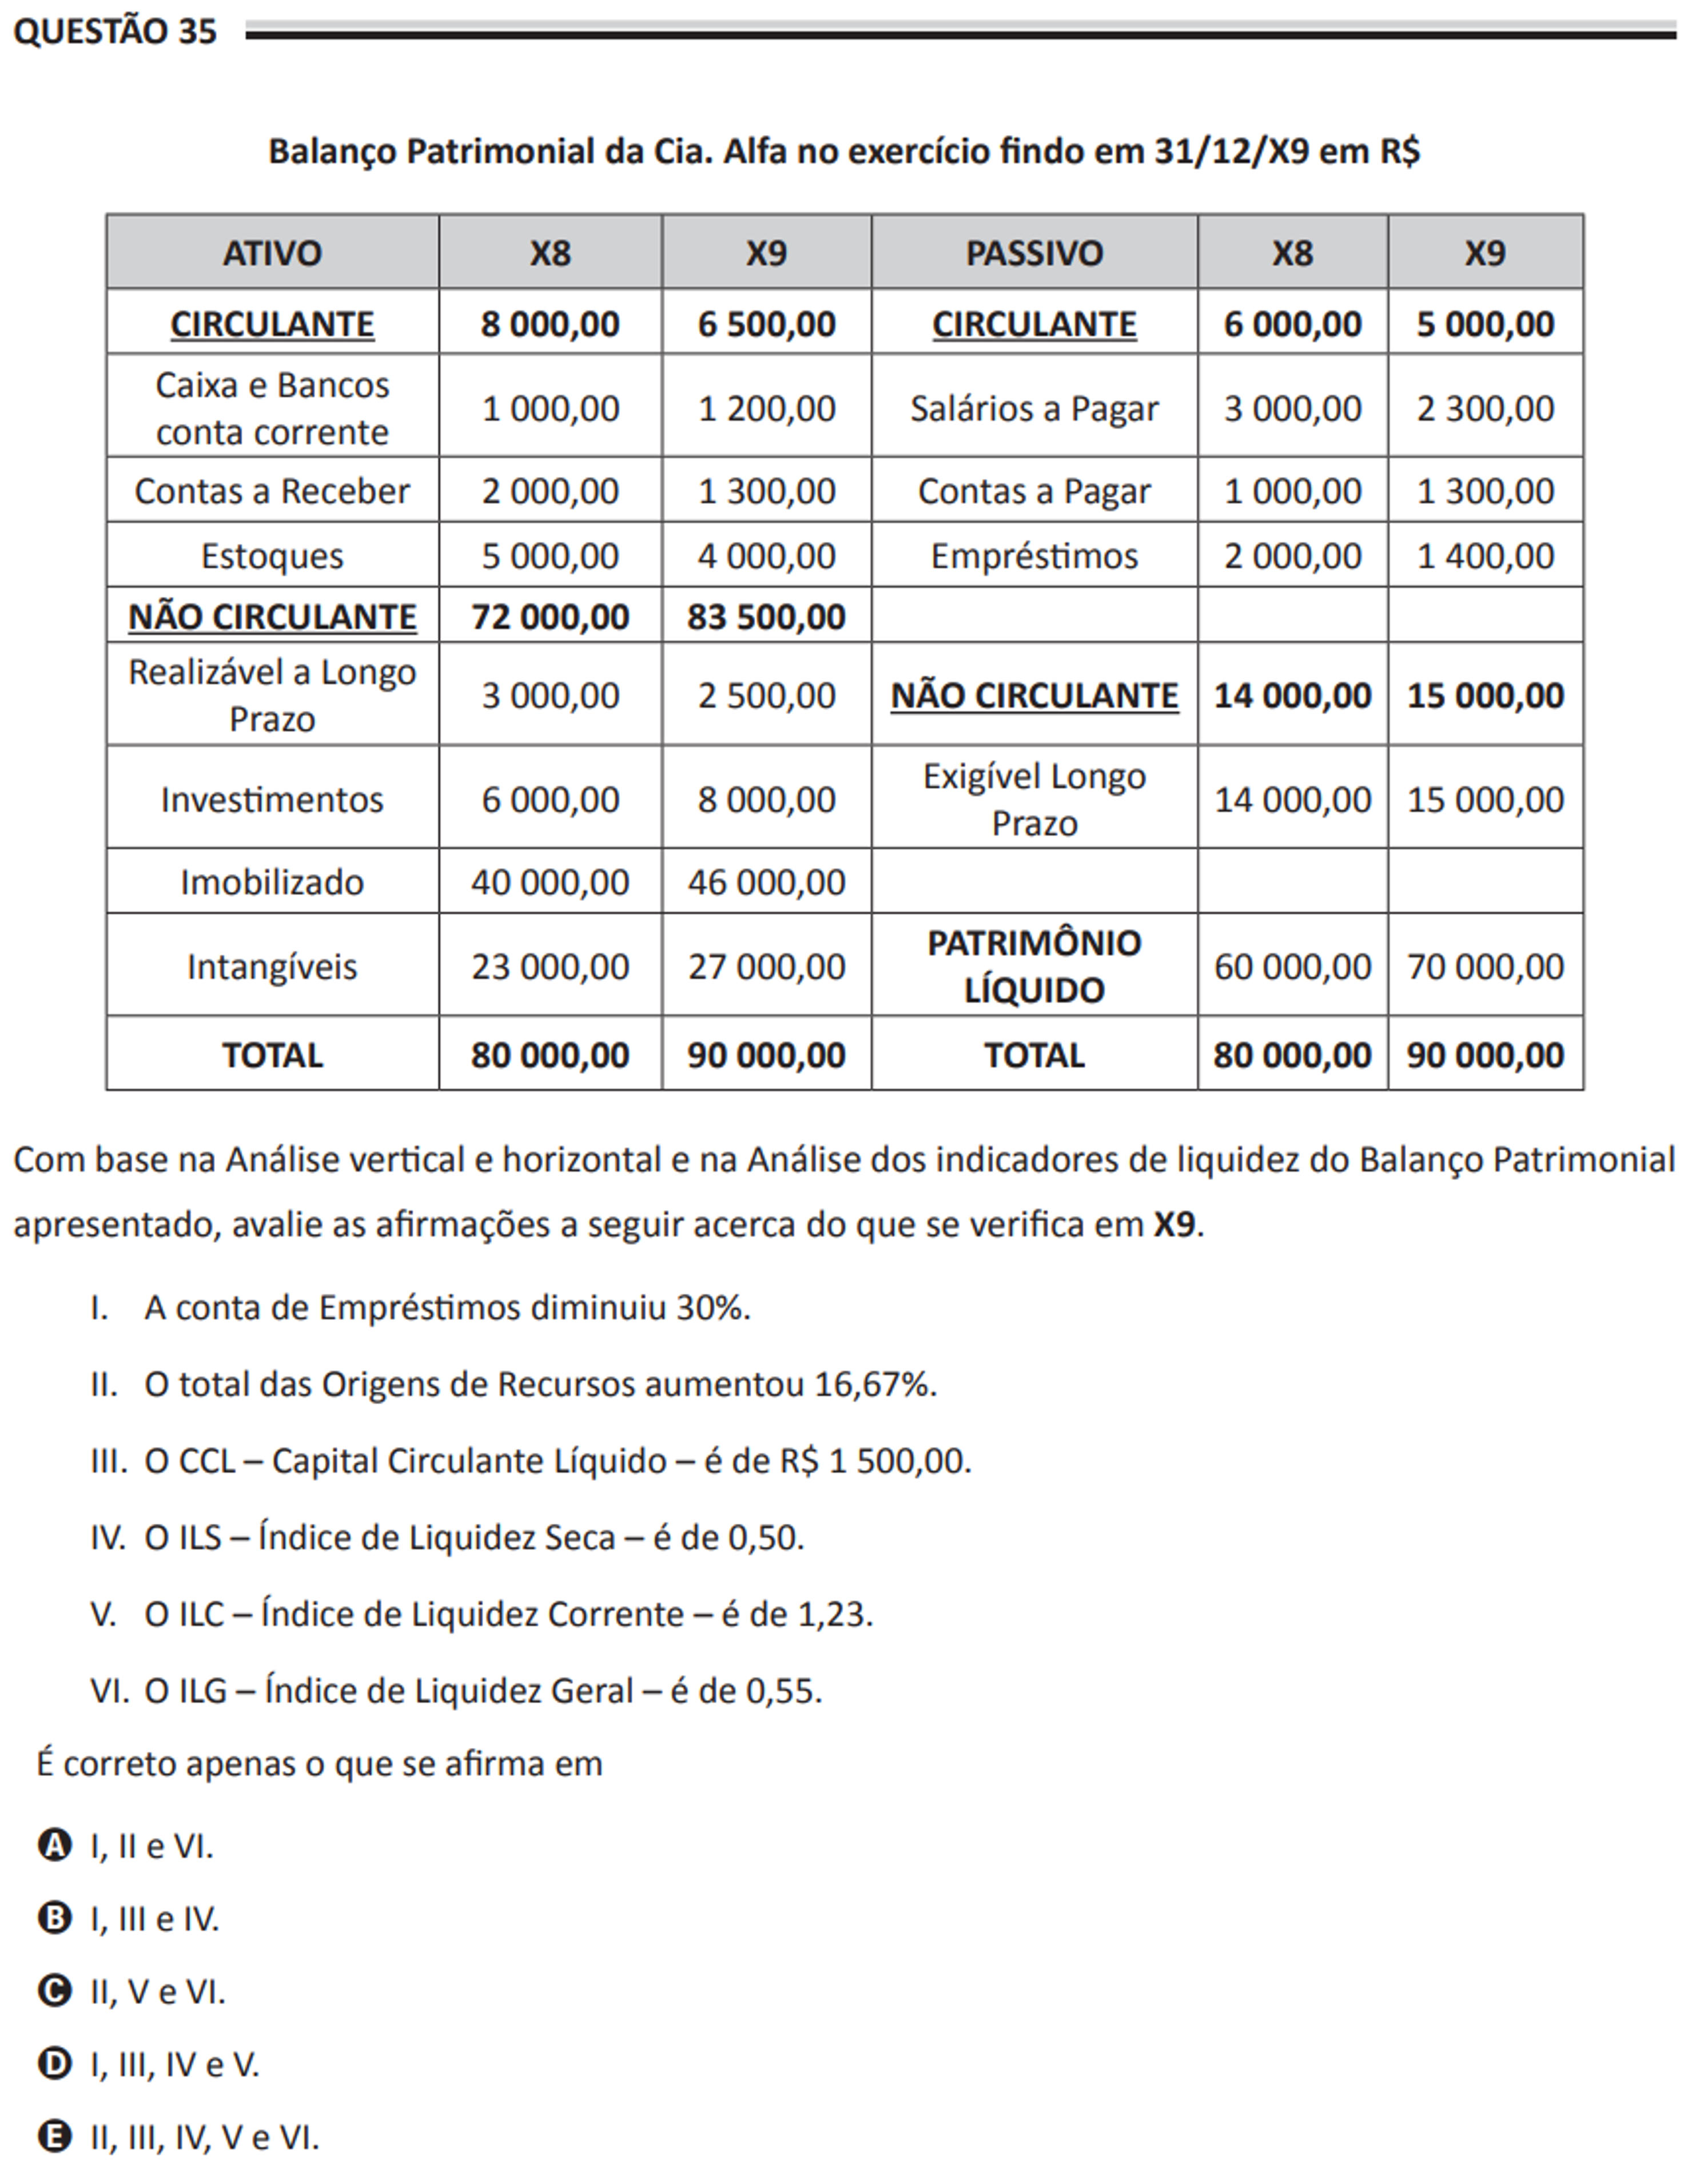 QUESTÃO 35
Balanço Patrimonial da Cia. Alfa no exercício findo em 31/12/X9 em R$
ATIVO X8 X9 PASSIVO X8 X9
CIRCULANTE 8 000,00 6 500,00 CIRCULANTE 6 000,00 5 000,00
Caixa e Bancos
conta corrente 1 000,00 1 200,00 Salários a Pagar 3 000,00 2 300,00
Contas a Receber 2 000,00 1 300,00 Contas a Pagar 1 000,00 1 300,00
Estoques 5 000,00 4 000,00 Empréstimos 2 000,00 1 400,00
NÃO CIRCULANTE 72 000,00 83 500,00
Realizável a Longo
Prazo 3 000,00 2 500,00 NÃO CIRCULANTE 14 000,00 15 000,00
Investimentos 6 000,00 8 000,00 Exigível Longo
Prazo 14 000,00 15 000,00
Imobilizado 40 000,00 46 000,00
Intangíveis 23 000,00 27 000,00 PATRIMÔNIO
LÍQUIDO 60 000,00 70 000,00
TOTAL 80 000,00 90 000,00 TOTAL 80 000,00 90 000,00
Com base na Análise vertical e horizontal e na Análise dos indicadores de liquidez do Balanço Patrimonial
apresentado, avalie as afirmações a seguir acerca do que se verifica em X9.
I. A conta de Empréstimos diminuiu 30%.
II. O total das Origens de Recursos aumentou 16,67%.
III. O CCL – Capital Circulante Líquido – é de R$ 1 500,00.
IV. O ILS – Índice de Liquidez Seca – é de 0,50.
V. O ILC – Índice de Liquidez Corrente – é de 1,23.
VI. O ILG – Índice de Liquidez Geral – é de 0,55.
É correto apenas o que se afirma em
A I, II e VI.
B I, III e IV.
C II, V e VI.
D I, III, IV e V.
E II, III, IV, V e VI.